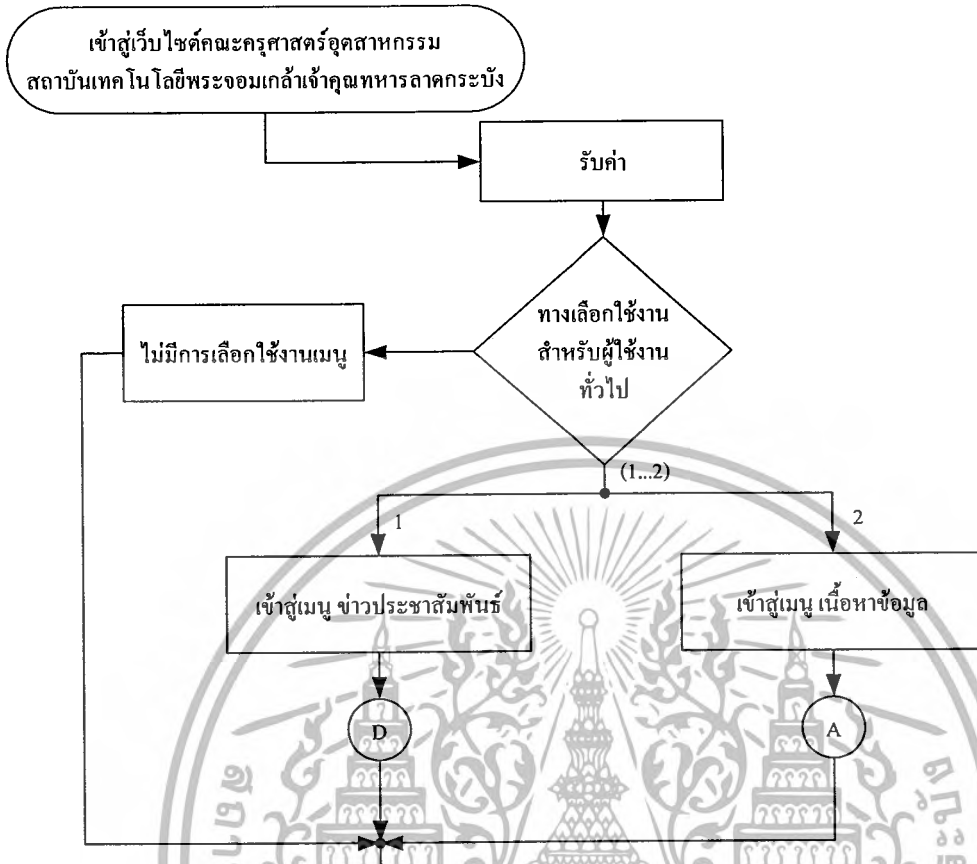 เข้าสู่เว็บไซต์คณะครุศาสตร์อุตสาหกรรม
สถาบันเทคโนโลยีพระจอมเกล้าเจ้าคุณทหารลาดกระบัง
รับค่า
ทางเลือกใช้งาน
สำหรับผู้ใช้งาน
ทั่วไป
ไม่มีการเลือกใช้งานเมนู
(1...2)
1
2
เข้าสู่เมนู ข่าวประชาสัมพันธ์
เข้าสู่เมนู เนื้อหาข้อมูล
D
A